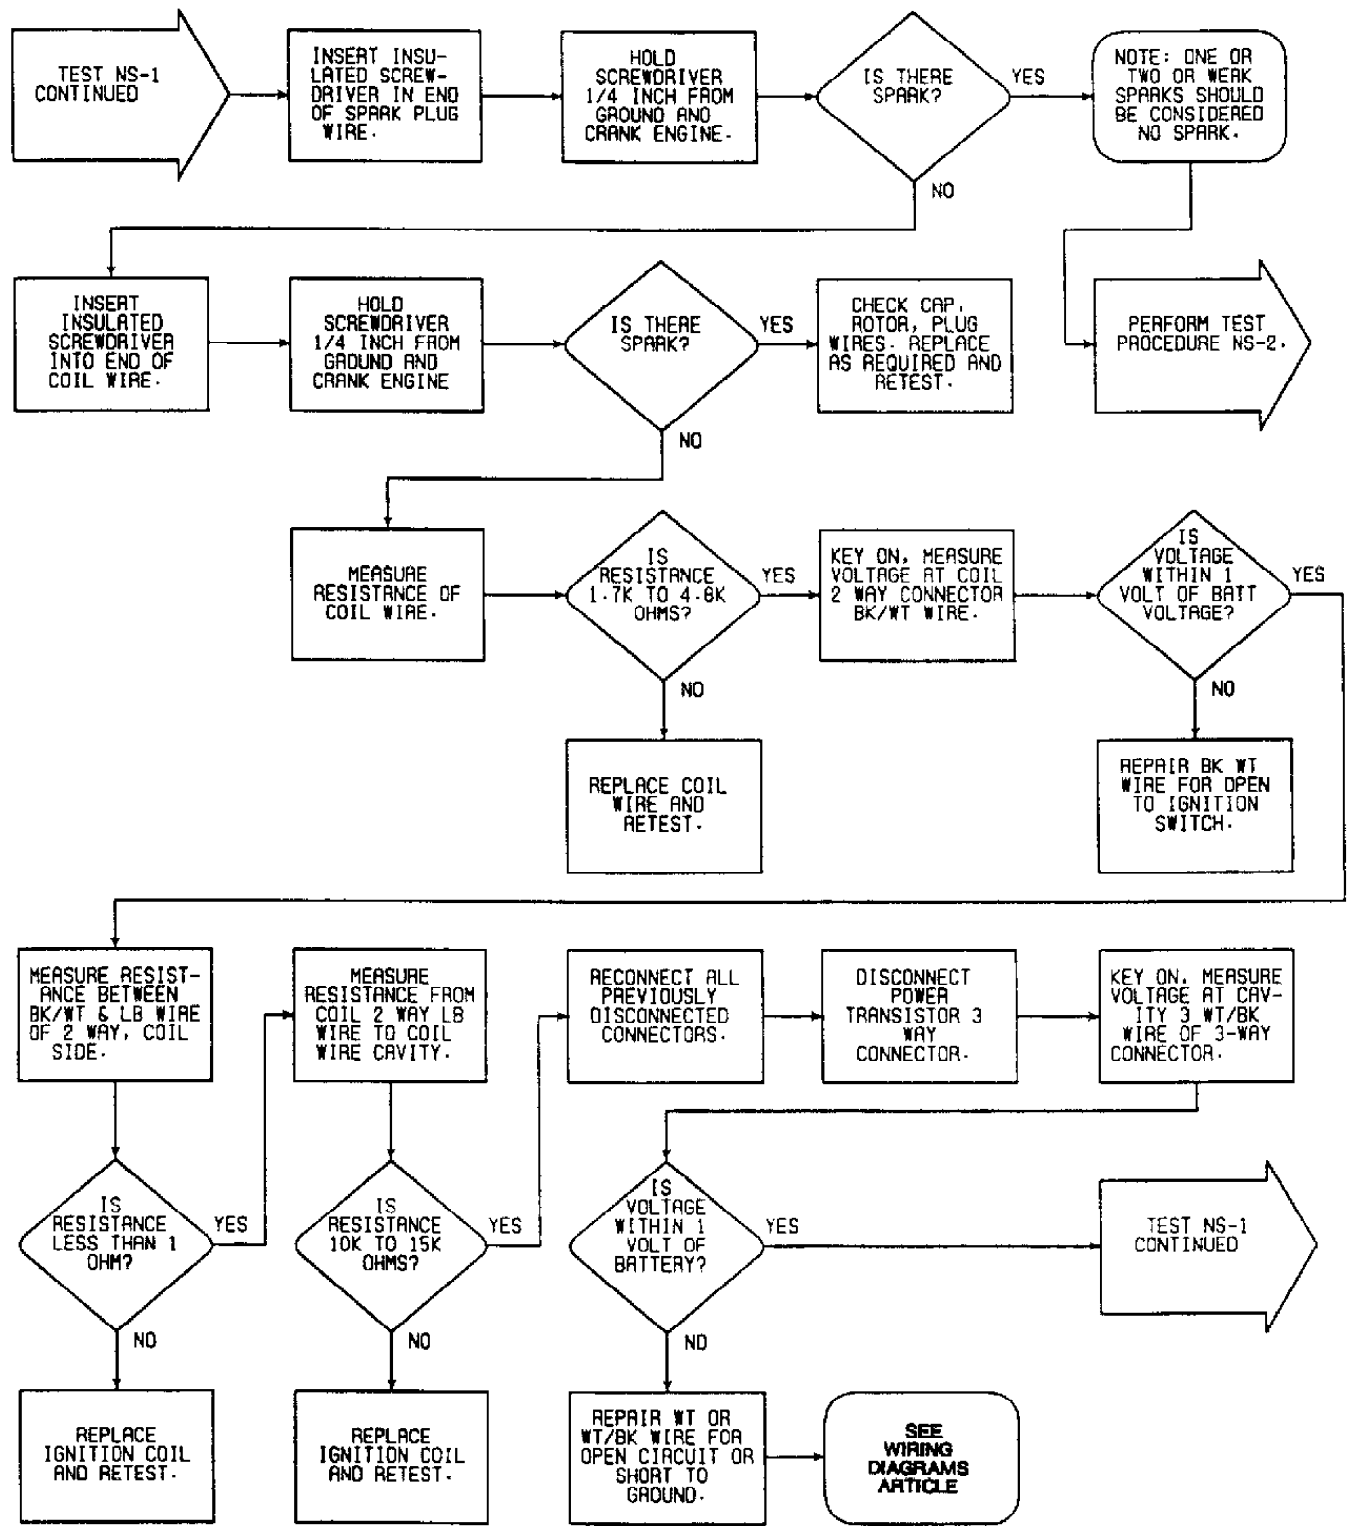 TEST NS-1
CONTINUED
INSERT INSU-
LATED SCREW-
DRIVER IN END
OF SPARK PLUG
WIRE.
HOLD
SCREWDRIVER
1/4 INCH FROM
GROUND AND
CRANK ENGINE.
IS THERE
SPARK?
YES
NOTE: ONE OR
TWO OR WEAK
SPARKS SHOULD
BE CONSIDERED
NO SPARK.
NO
INSERT
INSULATED
SCREWDRIVER
INTO END OF
COIL WIRE.
HOLD
SCREWDRIVER
1/4 INCH FROM
GROUND AND
CRANK ENGINE
IS THERE
SPARK?
YES
CHECK CAP,
ROTOR, PLUG
WIRES. REPLACE
AS REQUIRED AND
RETEST.
PERFORM TEST
PROCEDURE NS-2.
NO
MEASURE
RESISTANCE OF
COIL WIRE.
IS
RESISTANCE
1.7K TO 4.8K
OHMS?
YES
KEY ON, MEASURE
VOLTAGE AT COIL
2 WAY CONNECTOR
BK/WT WIRE.
IS
VOLTAGE
WITHIN 1
VOLT OF BATT
VOLTAGE?
YES
NO
NO
REPLACE COIL
WIRE AND
RETEST.
REPAIR BK WT
WIRE FOR OPEN
TO IGNITION
SWITCH.
MEASURE RESIST-
ANCE BETWEEN
BK/WT & LB WIRE
OF 2 WAY, COIL
SIDE.
MEASURE
RESISTANCE FROM
COIL 2 WAY LB
WIRE TO COIL
WIRE CAVITY.
RECONNECT ALL
PREVIOUSLY
DISCONNECTED
CONNECTORS.
DISCONNECT
POWER
TRANSISTOR 3
WAY
CONNECTOR.
KEY ON, MEASURE
VOLTAGE AT CAV-
ITY 3 WT/BK
WIRE OF 3-WAY
CONNECTOR.
IS
RESISTANCE
LESS THAN 1
OHM?
YES
IS
RESISTANCE
10K TO 15K
OHMS?
YES
IS
VOLTAGE
WITHIN 1
VOLT OF
BATTERY?
YES
TEST NS-1
CONTINUED
NO
NO
NO
REPLACE
IGNITION COIL
AND RETEST.
REPLACE
IGNITION COIL
AND RETEST.
REPAIR WT OR
WT/BK WIRE FOR
OPEN CIRCUIT OR
SHORT TO
GROUND.
SEE
WIRING
DIAGRAMS
ARTICLE